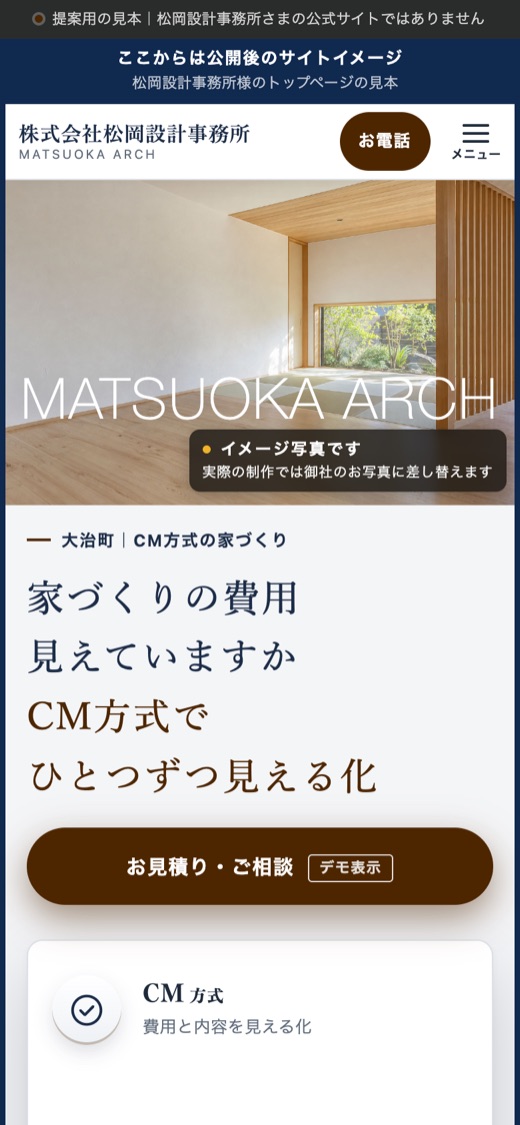 提案用の見本｜松岡設計事務所さまの公式サイトではありません
ここからは公開後のサイトイメージ
松岡設計事務所様のトップページの見本
株式会社松岡設計事務所
MATSUOKA ARCH
お電話
メニュー
MATSUOKA ARCH
イメージ写真です
実際の制作では御社のお写真に差し替えます
大治町｜CM方式の家づくり
家づくりの費用
見えていますか
CM方式で
ひとつずつ見える化
お見積り・ご相談 デモ表示
CM 方式
費用と内容を見える化